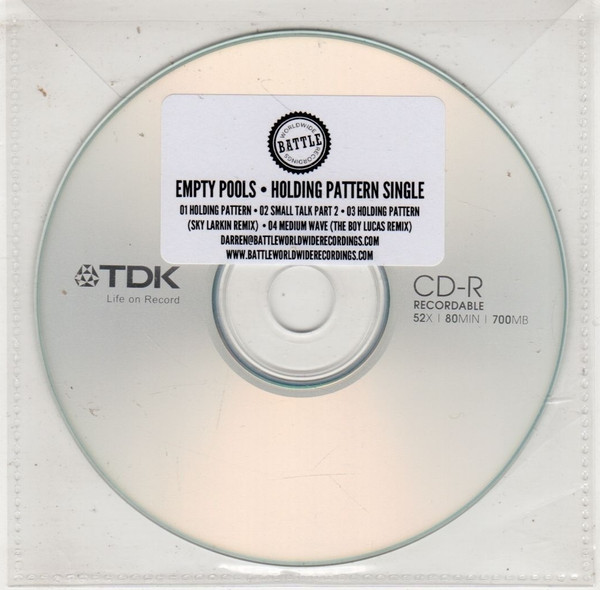 WORLDWIDE
BATTLE
RECORDINGS
EMPTY POOLS • HOLDING PATTERN SINGLE
01 HOLDING PATTERN • 02 SMALL TALK PART 2 • 03 HOLDING PATTERN
(SKY LARKIN REMIX) • 04 MEDIUM WAVE (THE BOY LUCAS REMIX)
DARREN@BATTLEWORLDWIDERECORDINGS.COM
WWW.BATTLEWORLDWIDERECORDINGS.COM
TDK
Life on Record
CD-R
RECORDABLE
52X | 80MIN | 700MB